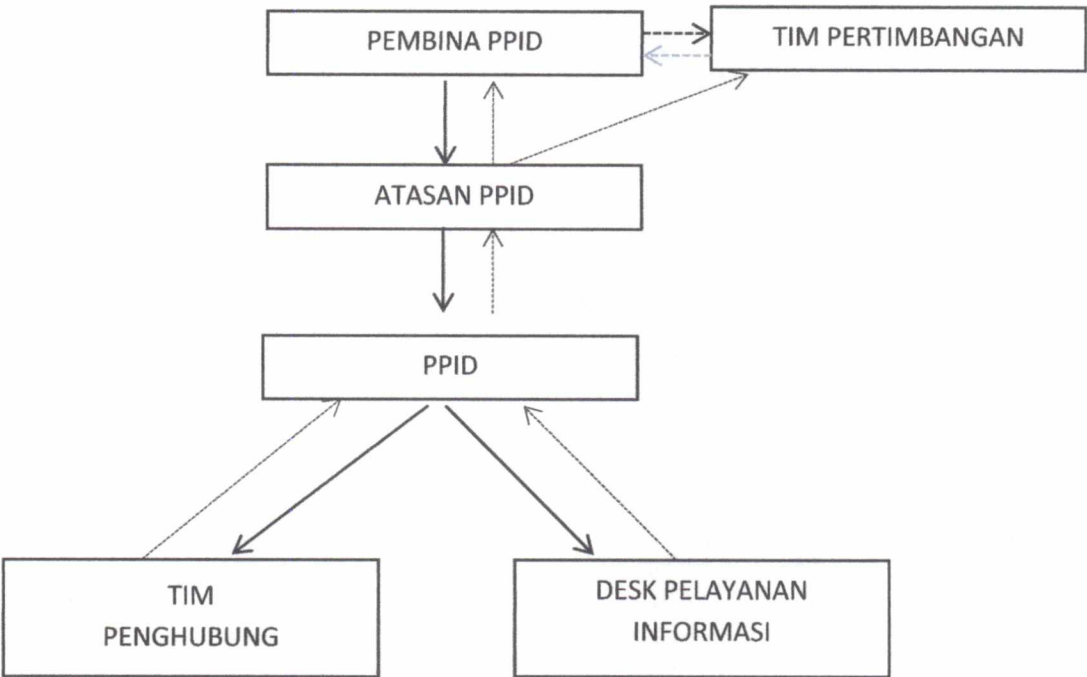 PEMBINA PPID
TIM PERTIMBANGAN
ATASAN PPID
PPID
TIM
PENGHUBUNG
DESK PELAYANAN
INFORMASI